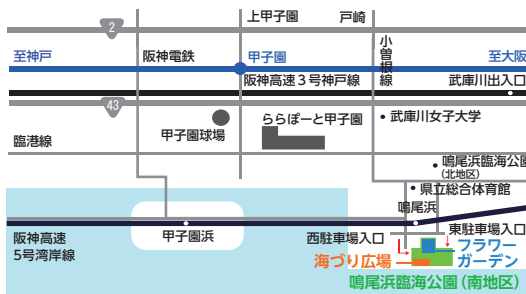 上甲子園
戸崎
2
至神戸
阪神電鉄
甲子園
小曽根線
至大阪
阪神高速3号神戸線
武庫川出入口
43
甲子園球場
ららぽーと甲子園
武庫川女子大学
臨港線
鳴尾浜臨海公園
(北地区)
県立総合体育館
鳴尾浜
阪神高速
5号湾岸線
甲子園浜
西駐車場入口
東駐車場入口
海づり広場
フラワー
ガーデン
鳴尾浜臨海公園(南地区)